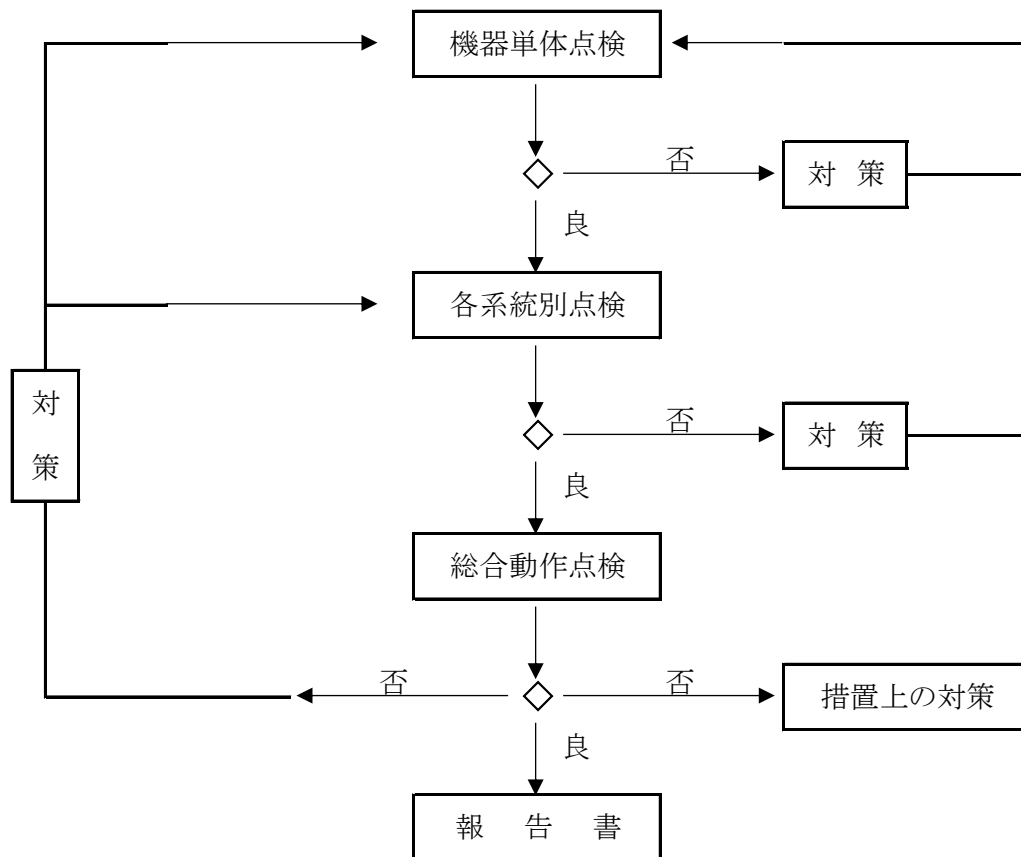 機器単体点検
否
対 策
良
各系統別点検
対
策
否
対 策
良
総合動作点検
否
否
措置上の対策
良
報 告 書